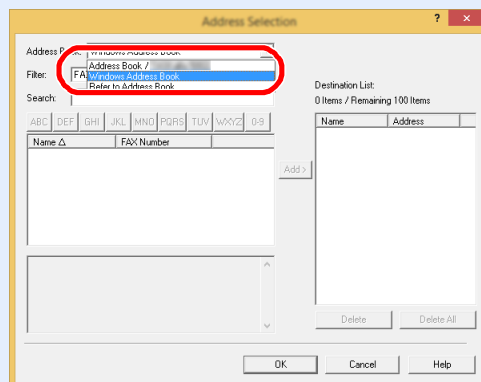 Address Selection
?
Address Book: Windows Address Book
Address Book /
Windows Address Book
Refer to Address Book
Filter: FA
Search:
ABC DEF GHI JKL MNO PQRS TUV WXYZ 0-9
Name FAX Number
Add >
Destination List:
0 Items / Remaining 100 Items
Name Address
Delete Delete All
OK Cancel Help